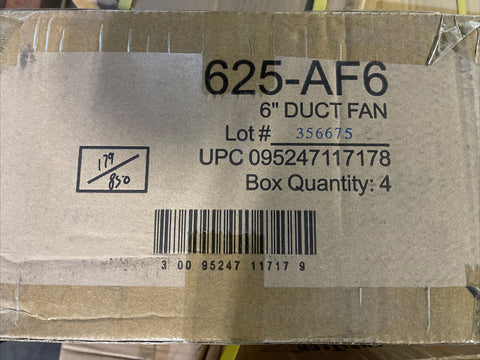 625-AF6
6" DUCT FAN
Lot # 356675
UPC 095247117178
179
850
Box Quantity: 4
3 00 95247 11717 9